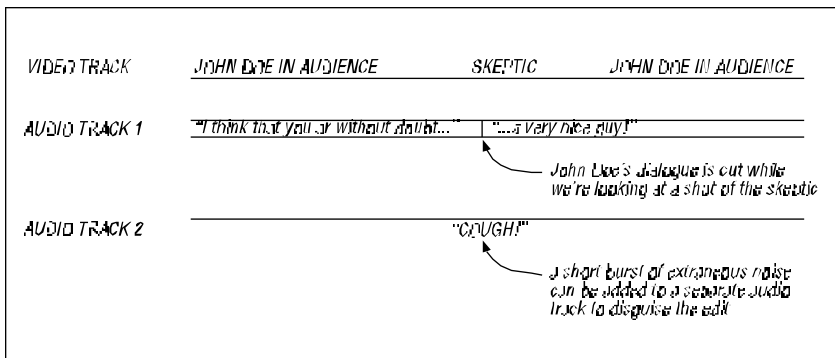 VIDEO TRACK JOHN DOE IN AUDIENCE SKEPTIC JOHN DOE IN AUDIENCE
AUDIO TRACK 1 "I think that you ar without doubt..." "...a very nice guy!"
John Doe's dialogue is cut while
we're looking at a shot of the skeptic
AUDIO TRACK 2 "COUGH!"
a short burst of extraneous noise
can be added to a separate audio
track to disguise the edit